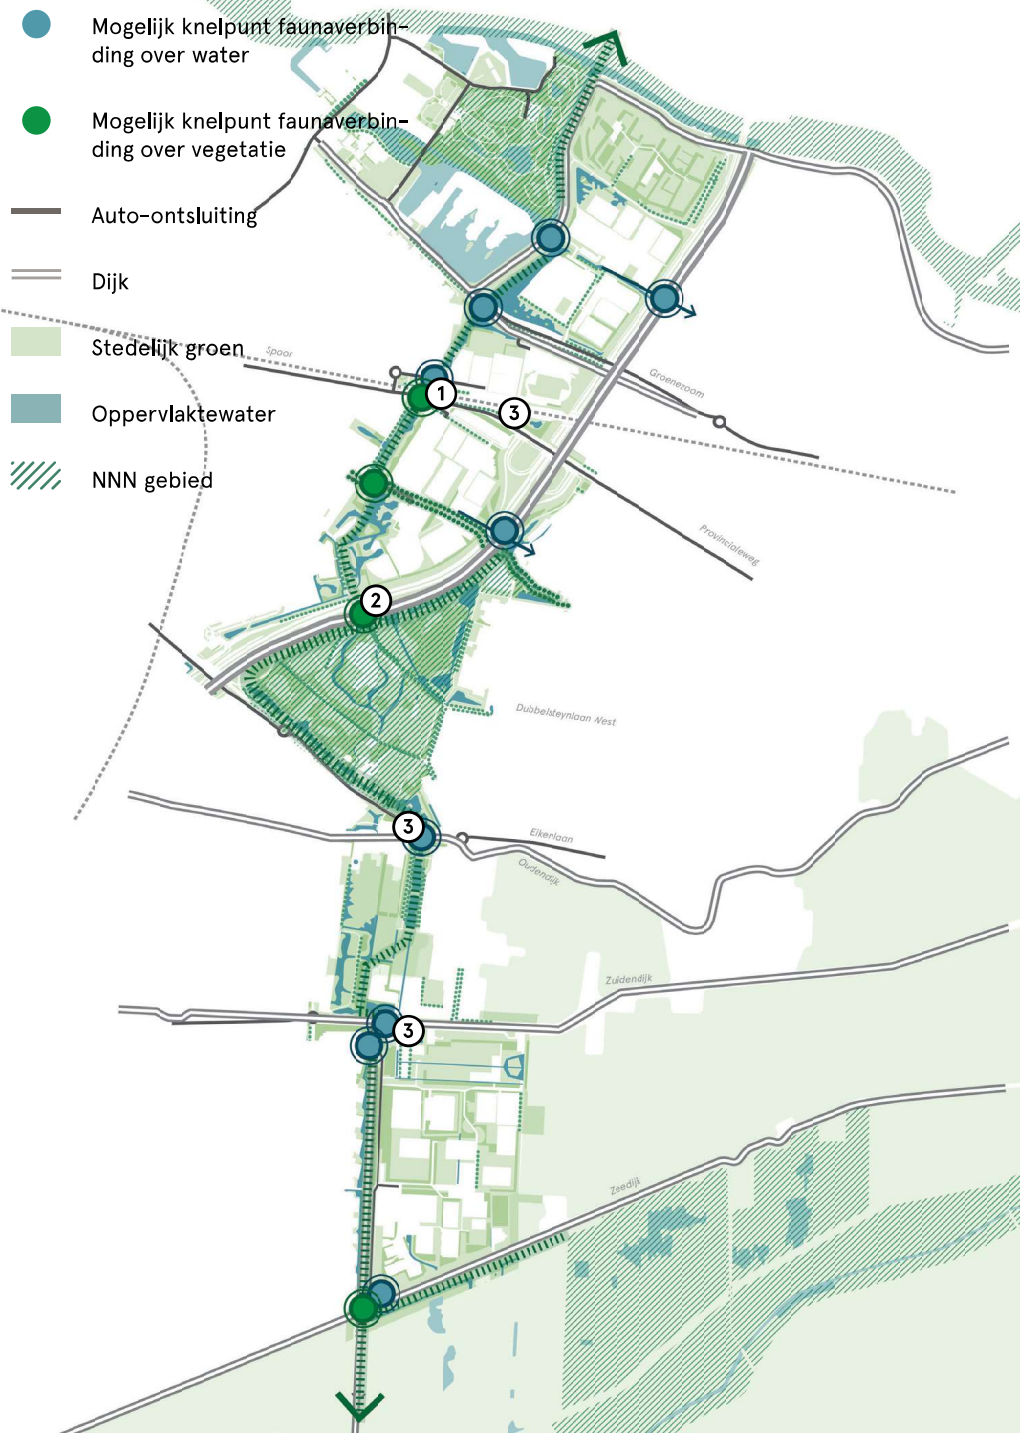 Mogelijk knelpunt faunaverbin-
ding over water
Mogelijk knelpunt faunaverbin-
ding over vegetatie
Auto-ontsluiting
Dijk
Stedelijk groen
Oppervlaktewater
NNN gebied
Spoor
Groenezoom
1
3
Provincialeweg
2
Dubbelsteynlaan West
3
Eikenlaan
Oudendijk
Zuidendijk
3
Zeedijk